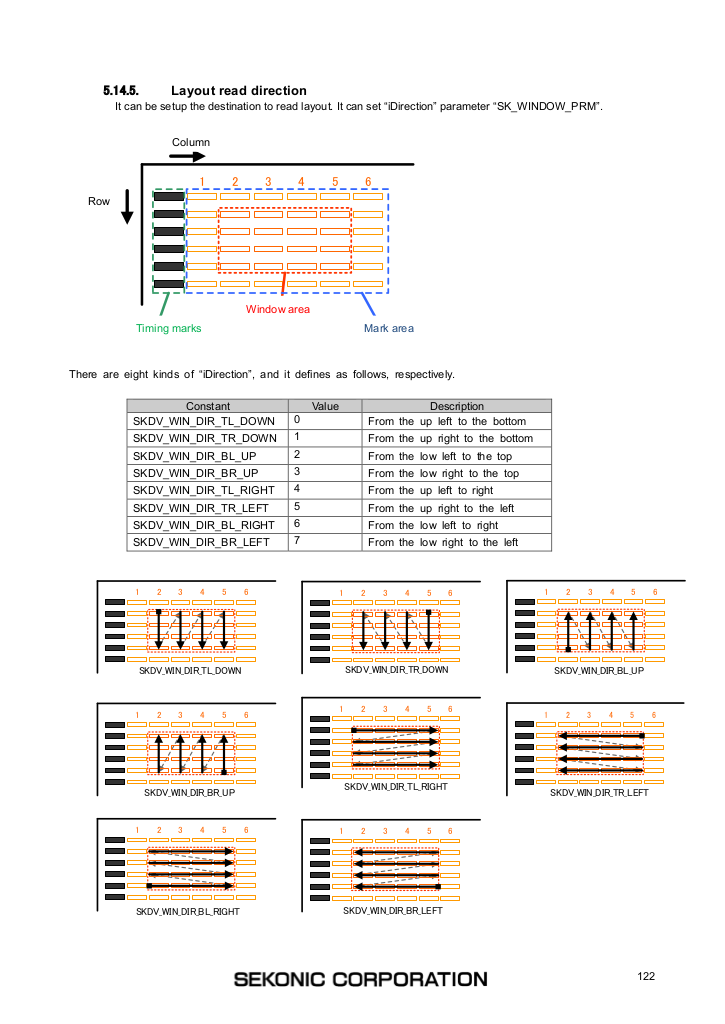 5.14.5. Layout read direction
It can be setup the destination to read layout. It can set “iDirection” parameter “SK_WINDOW_PRM”.
Column
1 2 3 4 5 6
Row
Window area
Timing marks Mark area
There are eight kinds of “iDirection”, and it defines as follows, respectively.
Constant Value Description
SKDV_WIN_DIR_TL_DOWN 0 From the up left to the bottom
SKDV_WIN_DIR_TR_DOWN 1 From the up right to the bottom
SKDV_WIN_DIR_BL_UP 2 From the low left to the top
SKDV_WIN_DIR_BR_UP 3 From the low right to the top
SKDV_WIN_DIR_TL_RIGHT 4 From the up left to right
SKDV_WIN_DIR_TR_LEFT 5 From the up right to the left
SKDV_WIN_DIR_BL_RIGHT 6 From the low left to right
SKDV_WIN_DIR_BR_LEFT 7 From the low right to the left
1 2 3 4 5 6 1 2 3 4 5 6 1 2 3 4 5 6
SKDV_WIN_DIR_TL_DOWN SKDV_WIN_DIR_TR_DOWN SKDV_WIN_DIR_BL_UP
1 2 3 4 5 6 1 2 3 4 5 6 1 2 3 4 5 6
SKDV_WIN_DIR_BR_UP SKDV_WIN_DIR_TL_RIGHT SKDV_WIN_DIR_TR_LEFT
1 2 3 4 5 6 1 2 3 4 5 6
SKDV_WIN_DIR_BL_RIGHT SKDV_WIN_DIR_BR_LEFT
SEKONIC CORPORATION 122